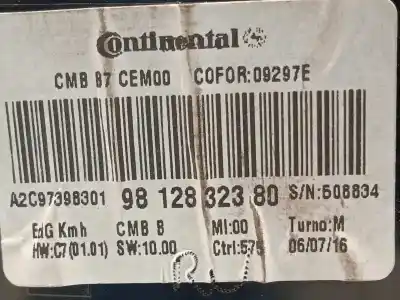 Continental
CMB 87 CEM00 COFOR:09297E
A2C97398301 98 128 323 80 S/N:508834
EdG Kmh CMB B MI:00 Turno:M
HW:C7(01.01) SW:10.00 Ctrl:575 06/07/16